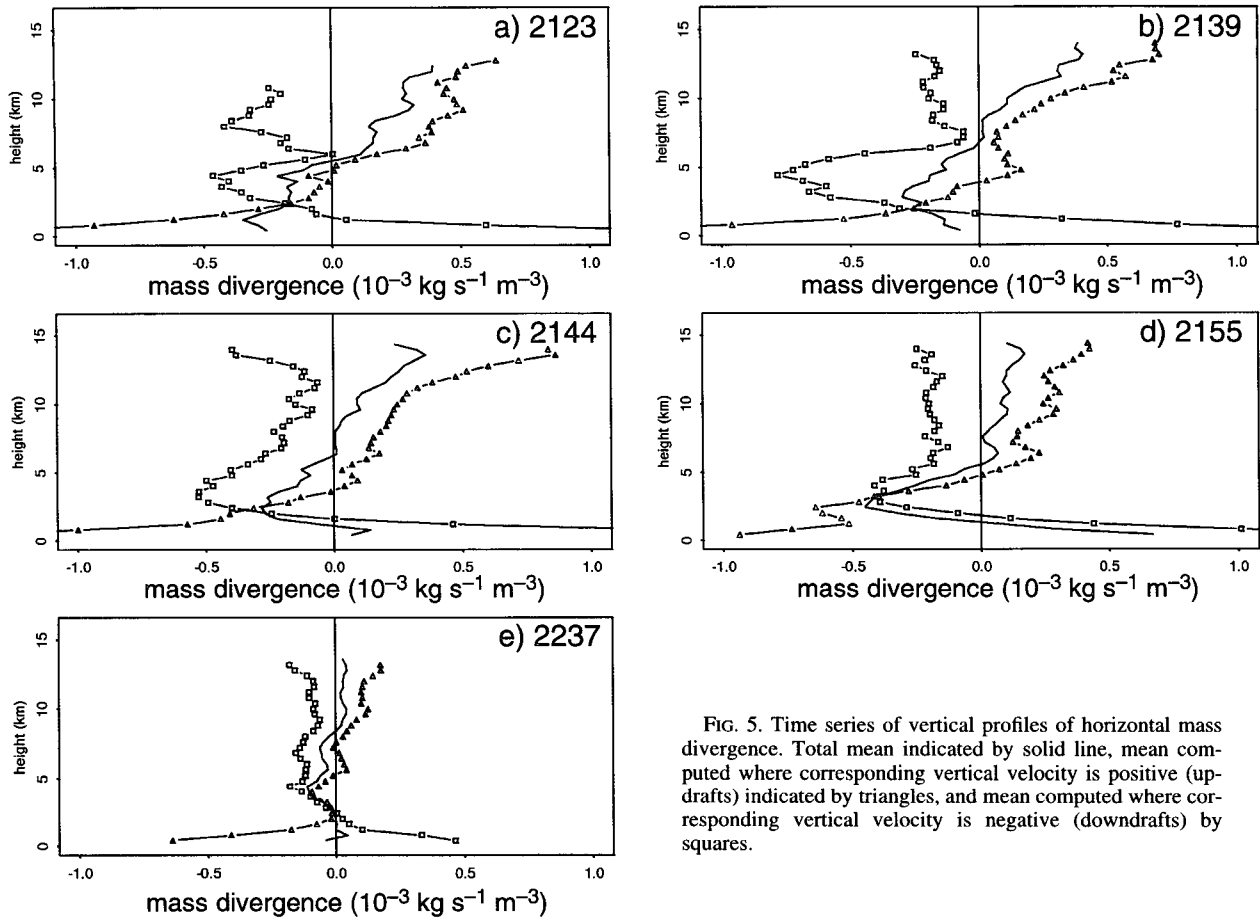 a) 2123
height (km)
15
10
5
0
-1.0 -0.5 0.0 0.5 1.0
mass divergence (10⁻³ kg s⁻¹ m⁻³)
b) 2139
height (km)
15
10
5
0
-1.0 -0.5 0.0 0.5 1.0
mass divergence (10⁻³ kg s⁻¹ m⁻³)
c) 2144
height (km)
15
10
5
0
-1.0 -0.5 0.0 0.5 1.0
mass divergence (10⁻³ kg s⁻¹ m⁻³)
d) 2155
height (km)
15
10
5
0
-1.0 -0.5 0.0 0.5 1.0
mass divergence (10⁻³ kg s⁻¹ m⁻³)
e) 2237
height (km)
15
10
5
0
-1.0 -0.5 0.0 0.5 1.0
mass divergence (10⁻³ kg s⁻¹ m⁻³)
FIG. 5. Time series of vertical profiles of horizontal mass
divergence. Total mean indicated by solid line, mean com-
puted where corresponding vertical velocity is positive (up-
drafts) indicated by triangles, and mean computed where cor-
responding vertical velocity is negative (downdrafts) by
squares.